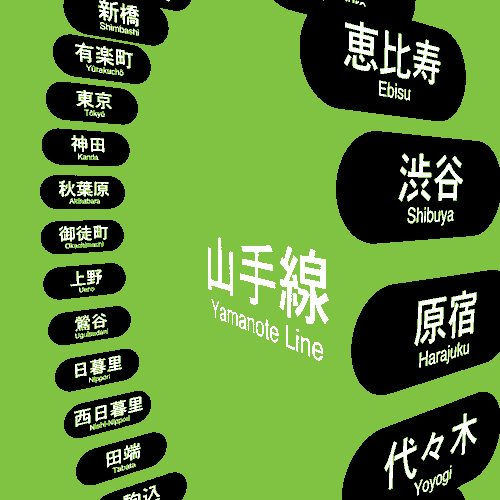 新橋
Shimbashi
有楽町
Yūrakuchō
東京
Tōkyō
神田
Kanda
秋葉原
Akihabara
御徒町
Okachimachi
上野
Ueno
鶯谷
Uguisudani
日暮里
Nippori
西日暮里
Nishi-Nippori
田端
Tabata
駒込
山手線
Yamanote Line
恵比寿
Ebisu
渋谷
Shibuya
原宿
Harajuku
代々木
Yoyogi